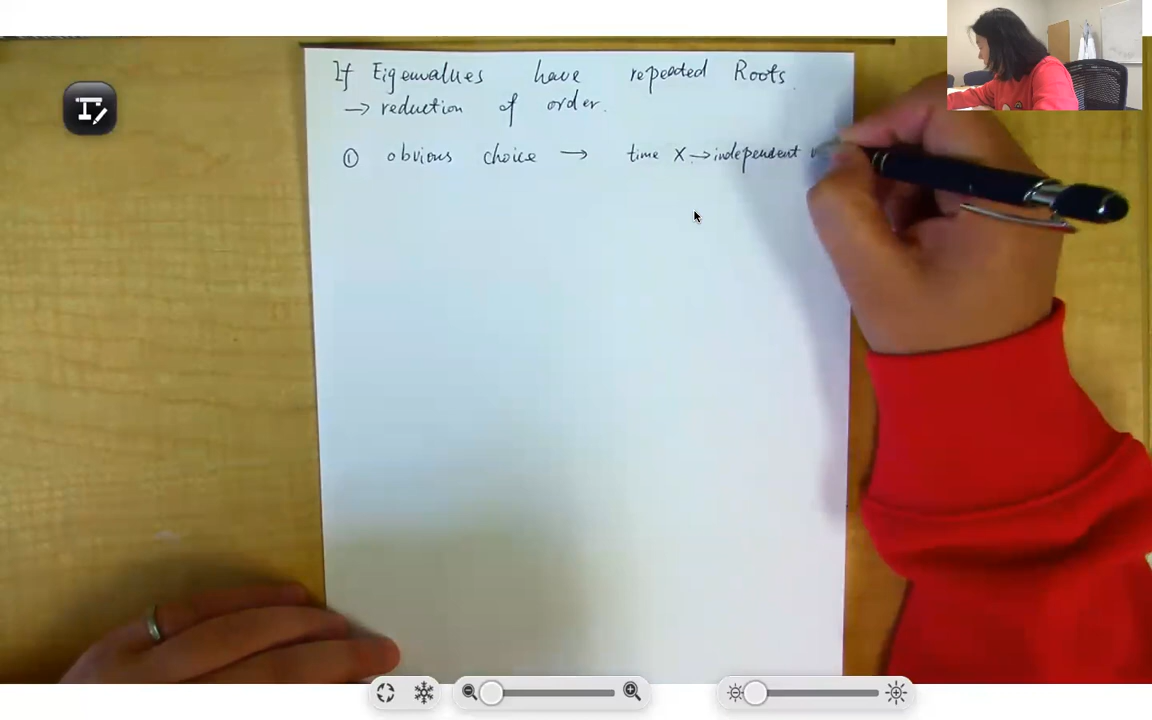 If Eigenvalues have repeated Roots.
→ reduction of order.
① obvious choice → time x → independent